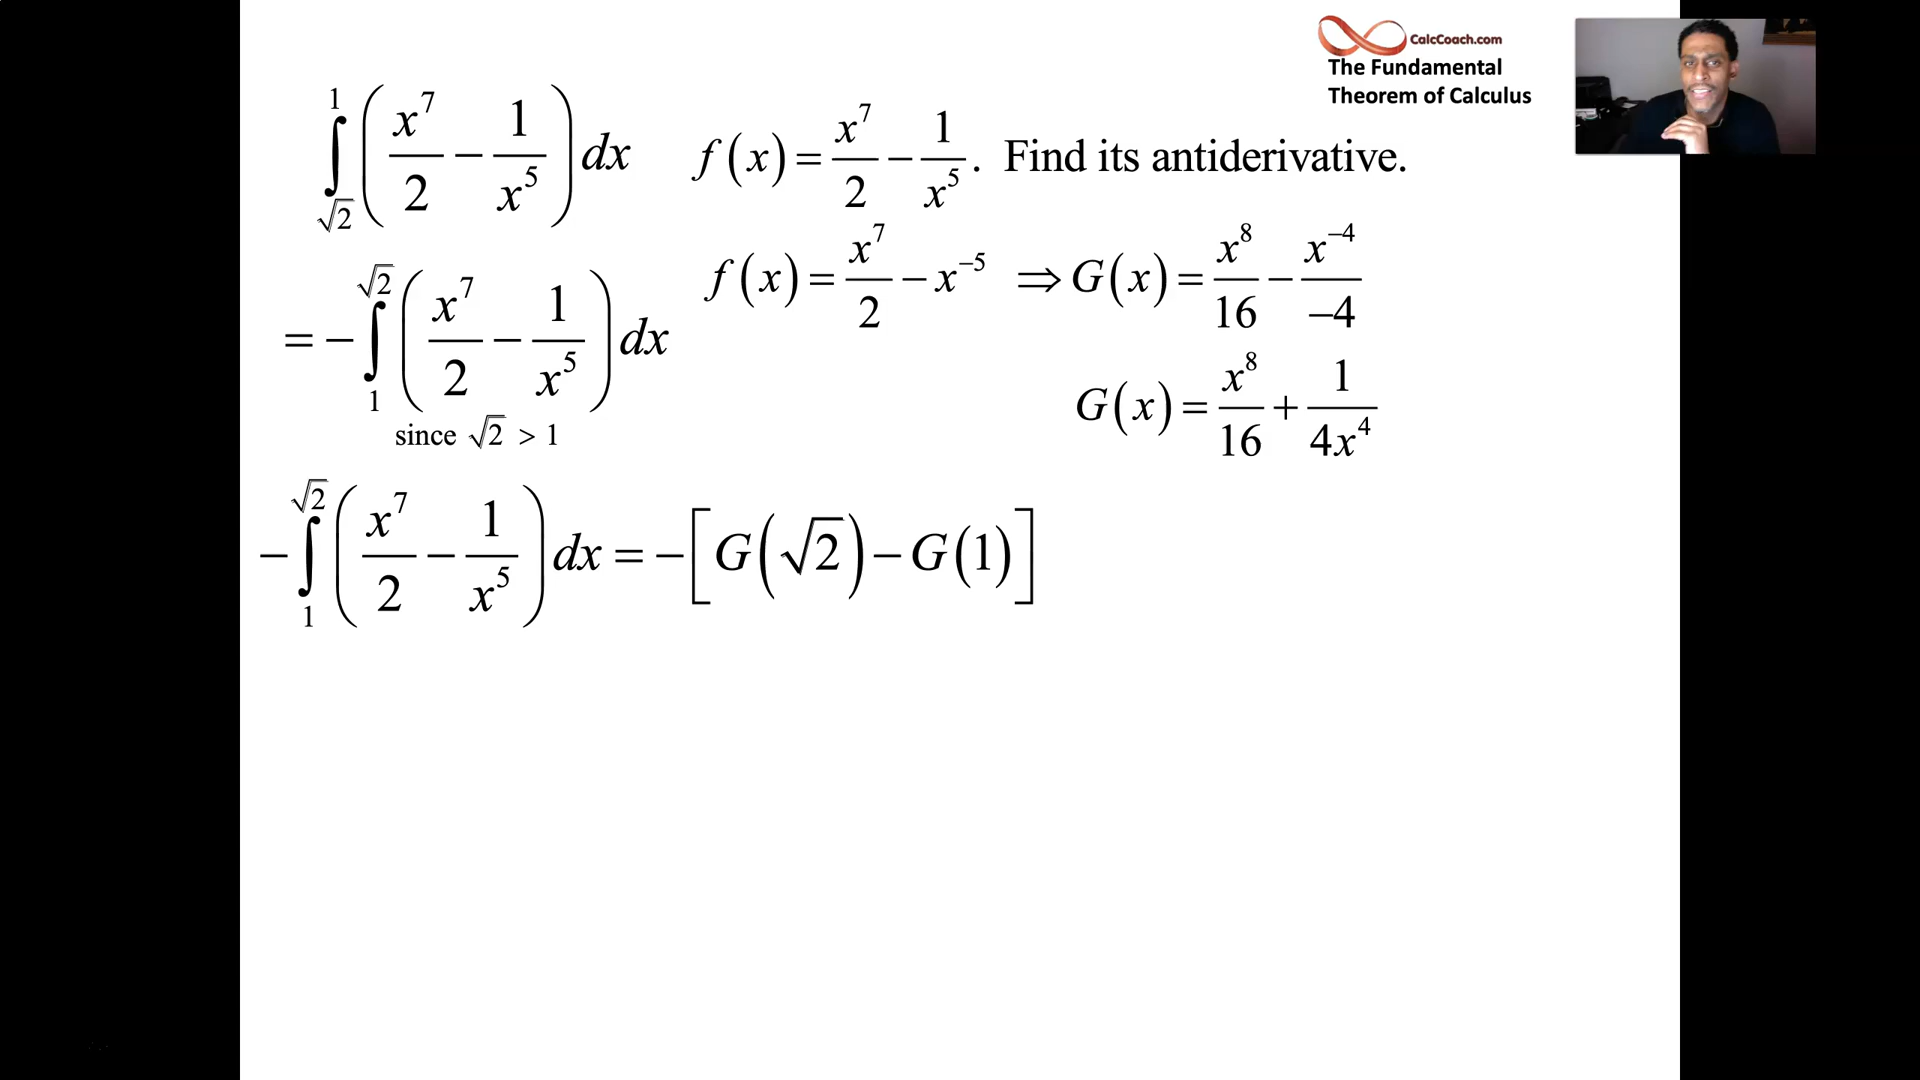 CalcCoach.com
The Fundamental
Theorem of Calculus
∫_{√2}^{1} (x^7/2 − 1/x^5) dx   f(x) = x^7/2 − 1/x^5. Find its antiderivative.
= −∫_{1}^{√2} (x^7/2 − 1/x^5) dx   f(x) = x^7/2 − x^{−5} ⇒ G(x) = x^8/16 − x^{−4}/−4
since √2 > 1
G(x) = x^8/16 + 1/4x^4
−∫_{1}^{√2} (x^7/2 − 1/x^5) dx = −[G(√2) − G(1)]